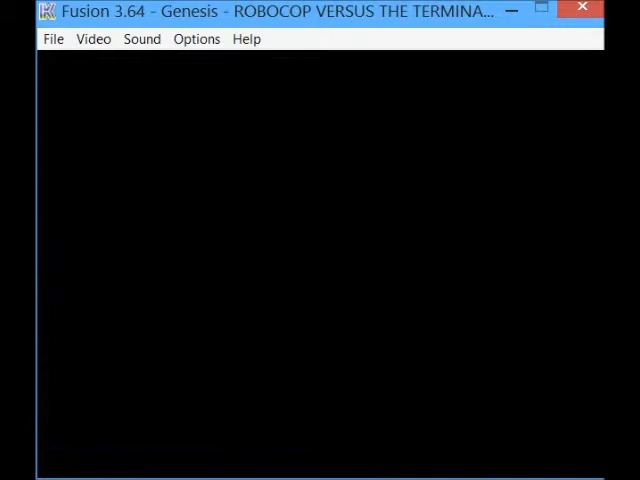 Fusion 3.64 - Genesis - ROBOCOP VERSUS THE TERMINA...
File Video Sound Options Help